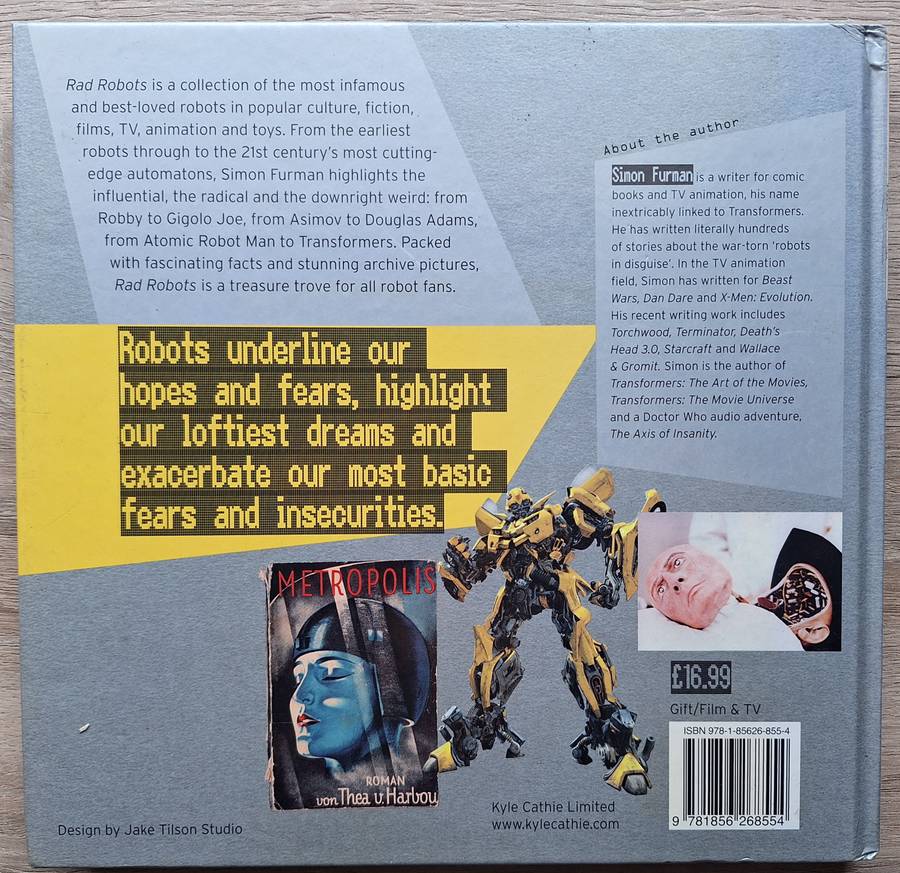 Rad Robots is a collection of the most infamous
and best-loved robots in popular culture, fiction,
films, TV, animation and toys. From the earliest
robots through to the 21st century's most cutting-
edge automatons, Simon Furman highlights the
influential, the radical and the downright weird: from
Robby to Gigolo Joe, from Asimov to Douglas Adams,
from Atomic Robot Man to Transformers. Packed
with fascinating facts and stunning archive pictures,
Rad Robots is a treasure trove for all robot fans.
About the author
Simon Furman is a writer for comic
books and TV animation, his name
inextricably linked to Transformers.
He has written literally hundreds
of stories about the war-torn 'robots
in disguise'. In the TV animation
field, Simon has written for Beast
Wars, Dan Dare and X-Men: Evolution.
His recent writing work includes
Torchwood, Terminator, Death's
Head 3.0, Starcraft and Wallace
& Gromit. Simon is the author of
Transformers: The Art of the Movies,
Transformers: The Movie Universe
and a Doctor Who audio adventure,
The Axis of Insanity.
Robots underline our
hopes and fears, highlight
our loftiest dreams and
exacerbate our most basic
fears and insecurities.
METROPOLIS
ROMAN
von Thea v. Harbou
£16.99
Gift/Film & TV
ISBN 978-1-85626-855-4
9 781856 268554
Kyle Cathie Limited
www.kylecathie.com
Design by Jake Tilson Studio